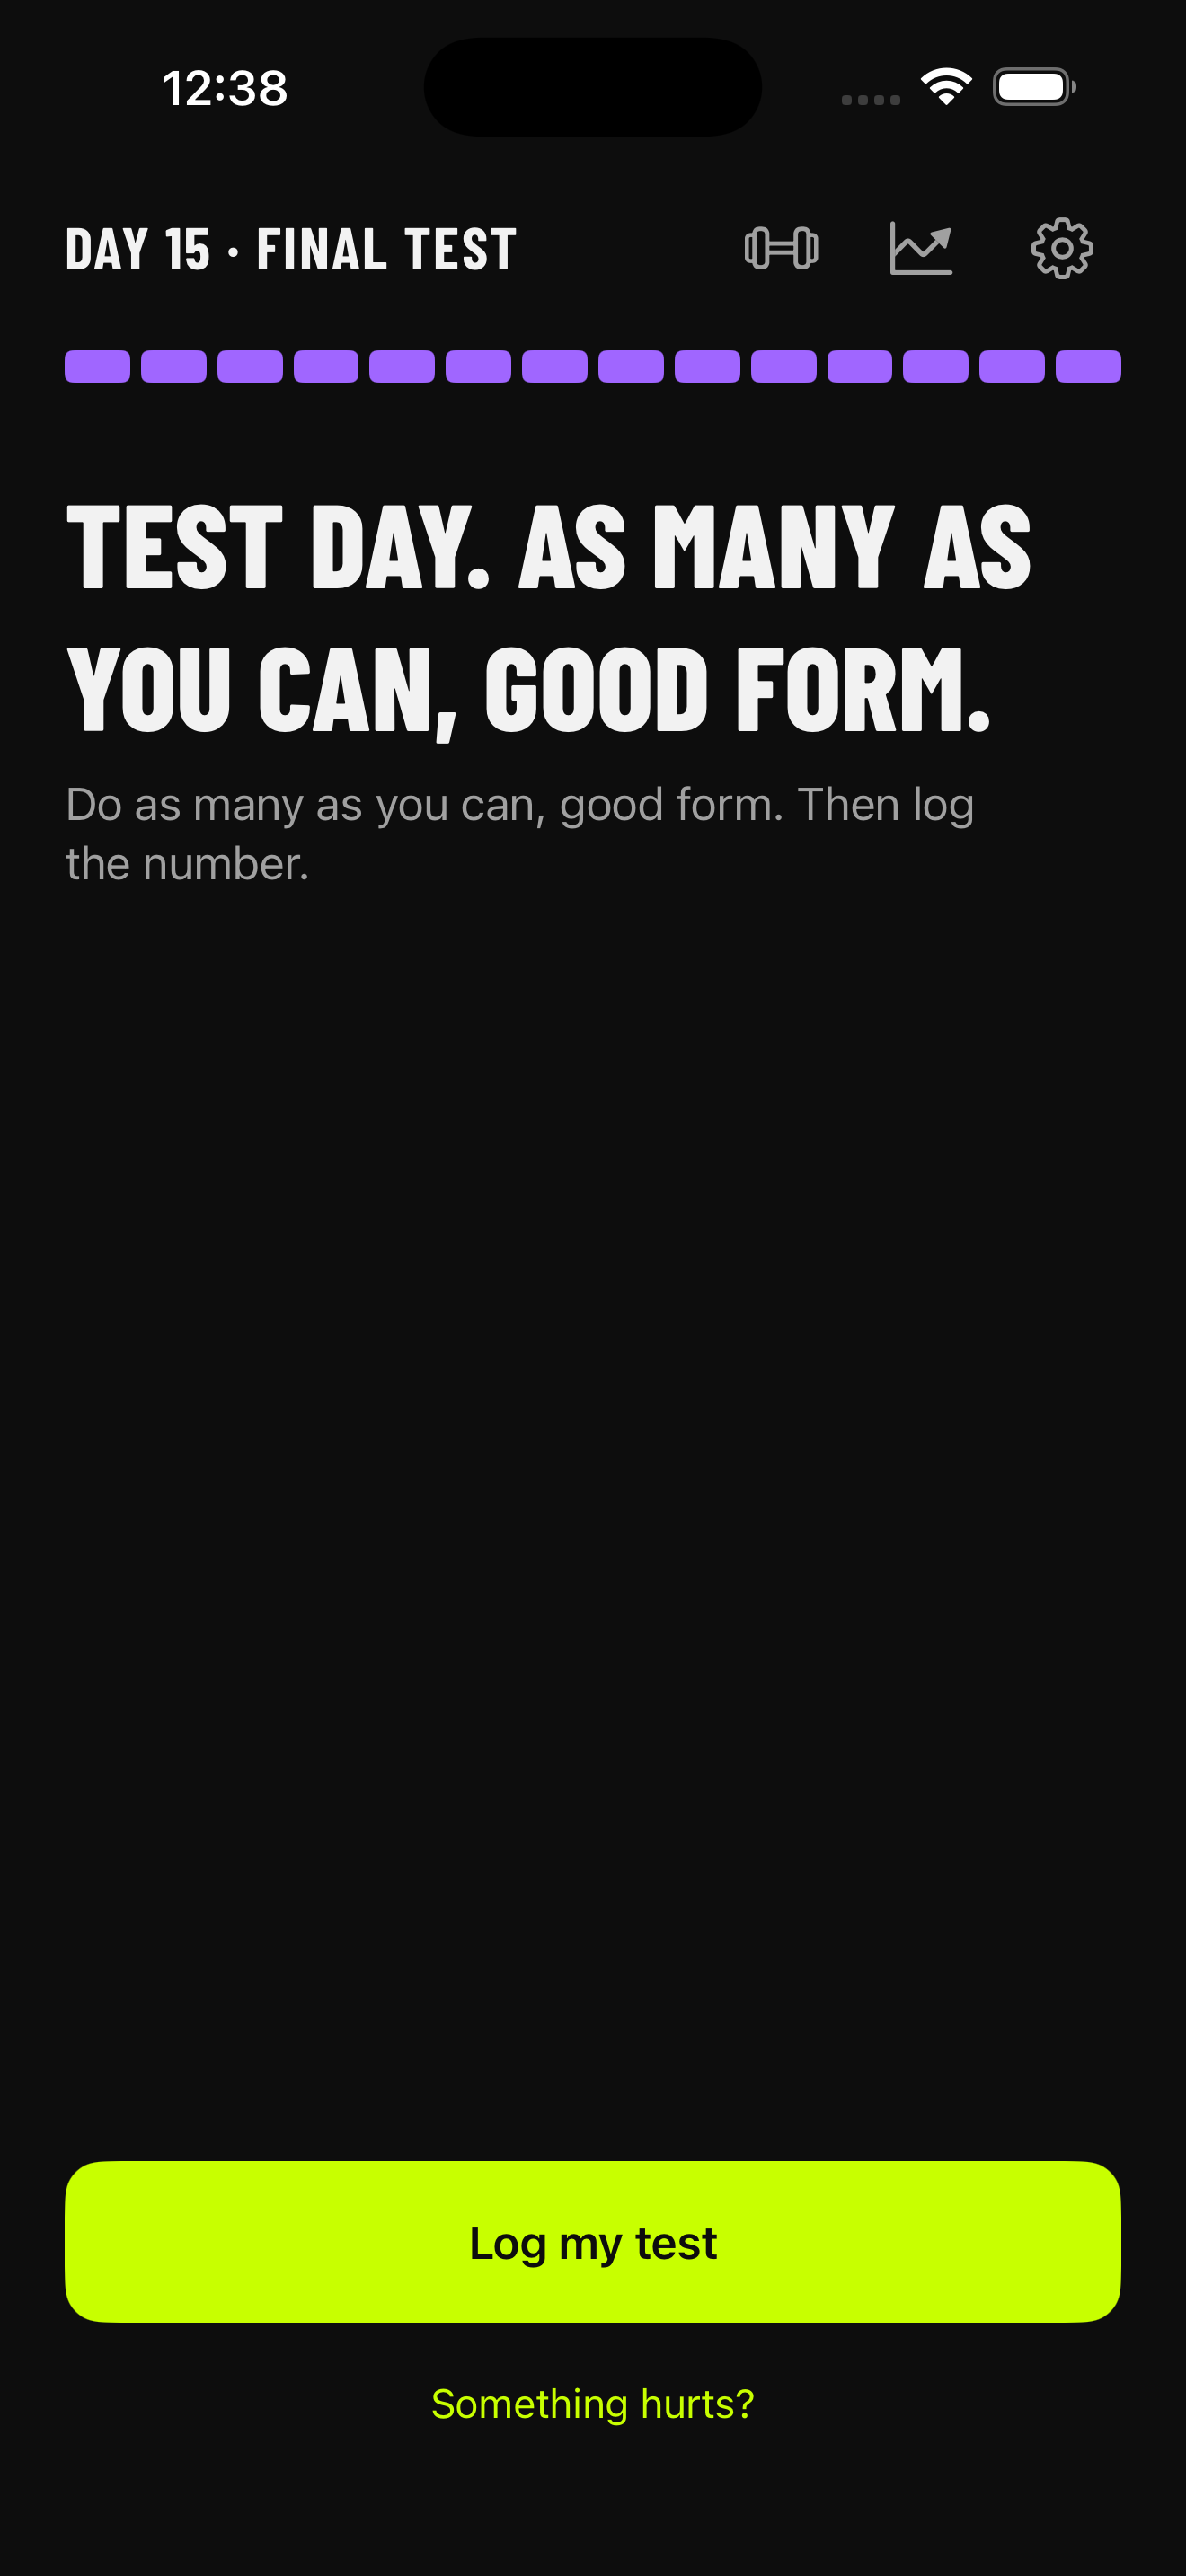 12:38
DAY 15 · FINAL TEST
TEST DAY. AS MANY AS
YOU CAN, GOOD FORM.
Do as many as you can, good form. Then log
the number.
Log my test
Something hurts?